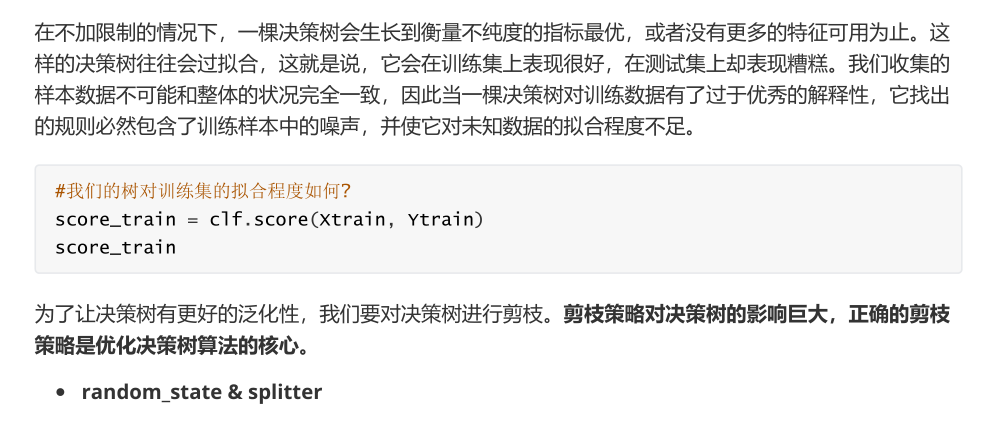 在不加限制的情况下，一棵决策树会生长到衡量不纯度的指标最优，或者没有更多的特征可用为止。这
样的决策树往往会过拟合，这就是说，它会在训练集上表现很好，在测试集上却表现糟糕。我们收集的
样本数据不可能和整体的状况完全一致，因此当一棵决策树对训练数据有了过于优秀的解释性，它找出
的规则必然包含了训练样本中的噪声，并使它对未知数据的拟合程度不足。
#我们的树对训练集的拟合程度如何？
score_train = clf.score(Xtrain, Ytrain)
score_train
为了让决策树有更好的泛化性，我们要对决策树进行剪枝。剪枝策略对决策树的影响巨大，正确的剪枝
策略是优化决策树算法的核心。
• random_state & splitter